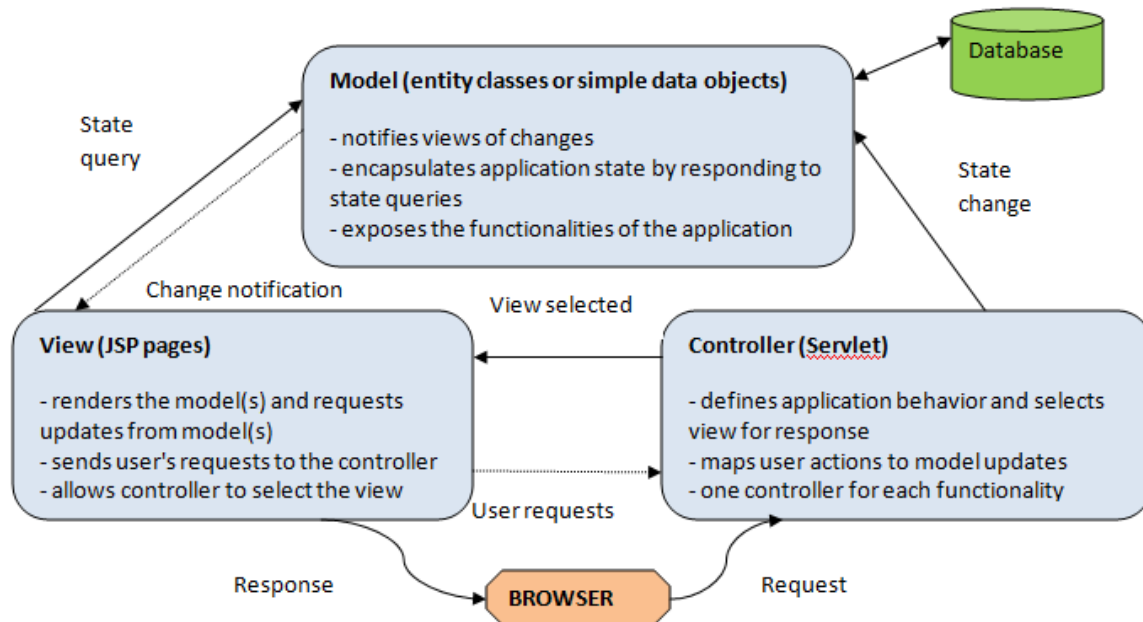 Database
Model (entity classes or simple data objects)
- notifies views of changes
- encapsulates application state by responding to
state queries
- exposes the functionalities of the application
State
query
State
change
Change notification
View selected
View (JSP pages)
- renders the model(s) and requests
updates from model(s)
- sends user's requests to the controller
- allows controller to select the view
Controller (Servlet)
- defines application behavior and selects
view for response
- maps user actions to model updates
- one controller for each functionality
User requests
Response
BROWSER
Request